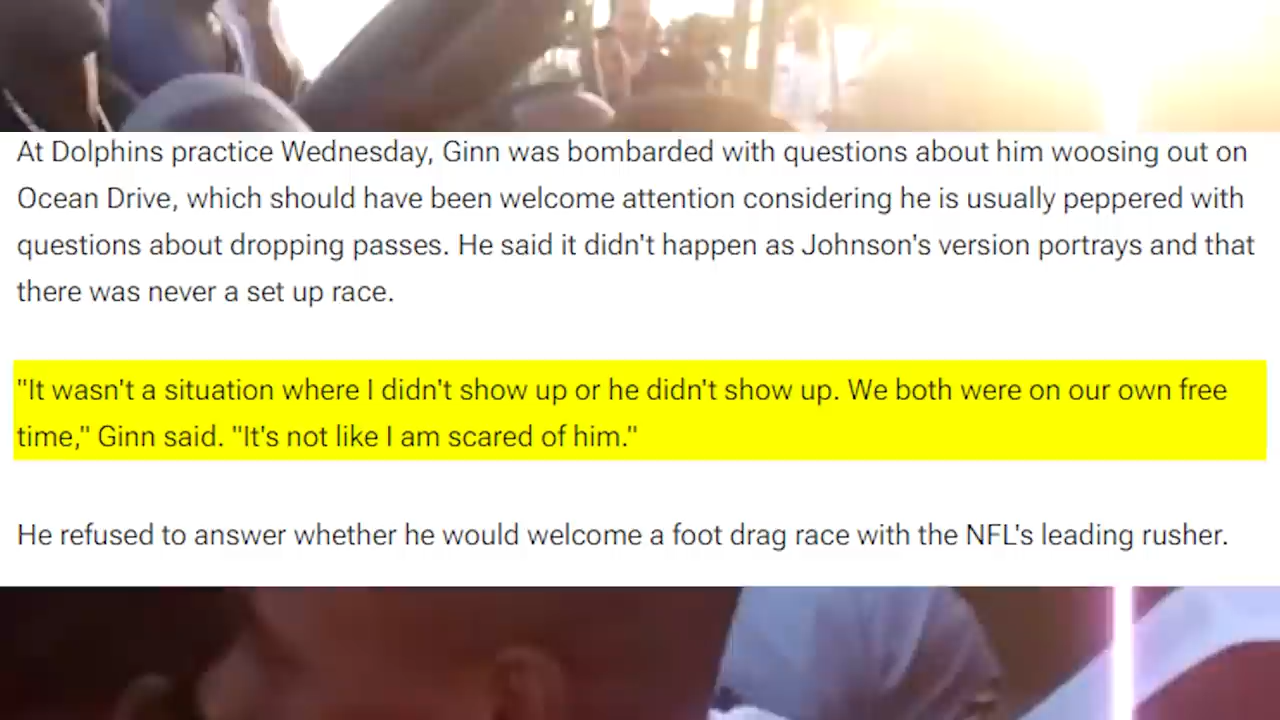 At Dolphins practice Wednesday, Ginn was bombarded with questions about him woosing out on
Ocean Drive, which should have been welcome attention considering he is usually peppered with
questions about dropping passes. He said it didn't happen as Johnson's version portrays and that
there was never a set up race.
"It wasn't a situation where I didn't show up or he didn't show up. We both were on our own free
time," Ginn said. "It's not like I am scared of him."
He refused to answer whether he would welcome a foot drag race with the NFL's leading rusher.